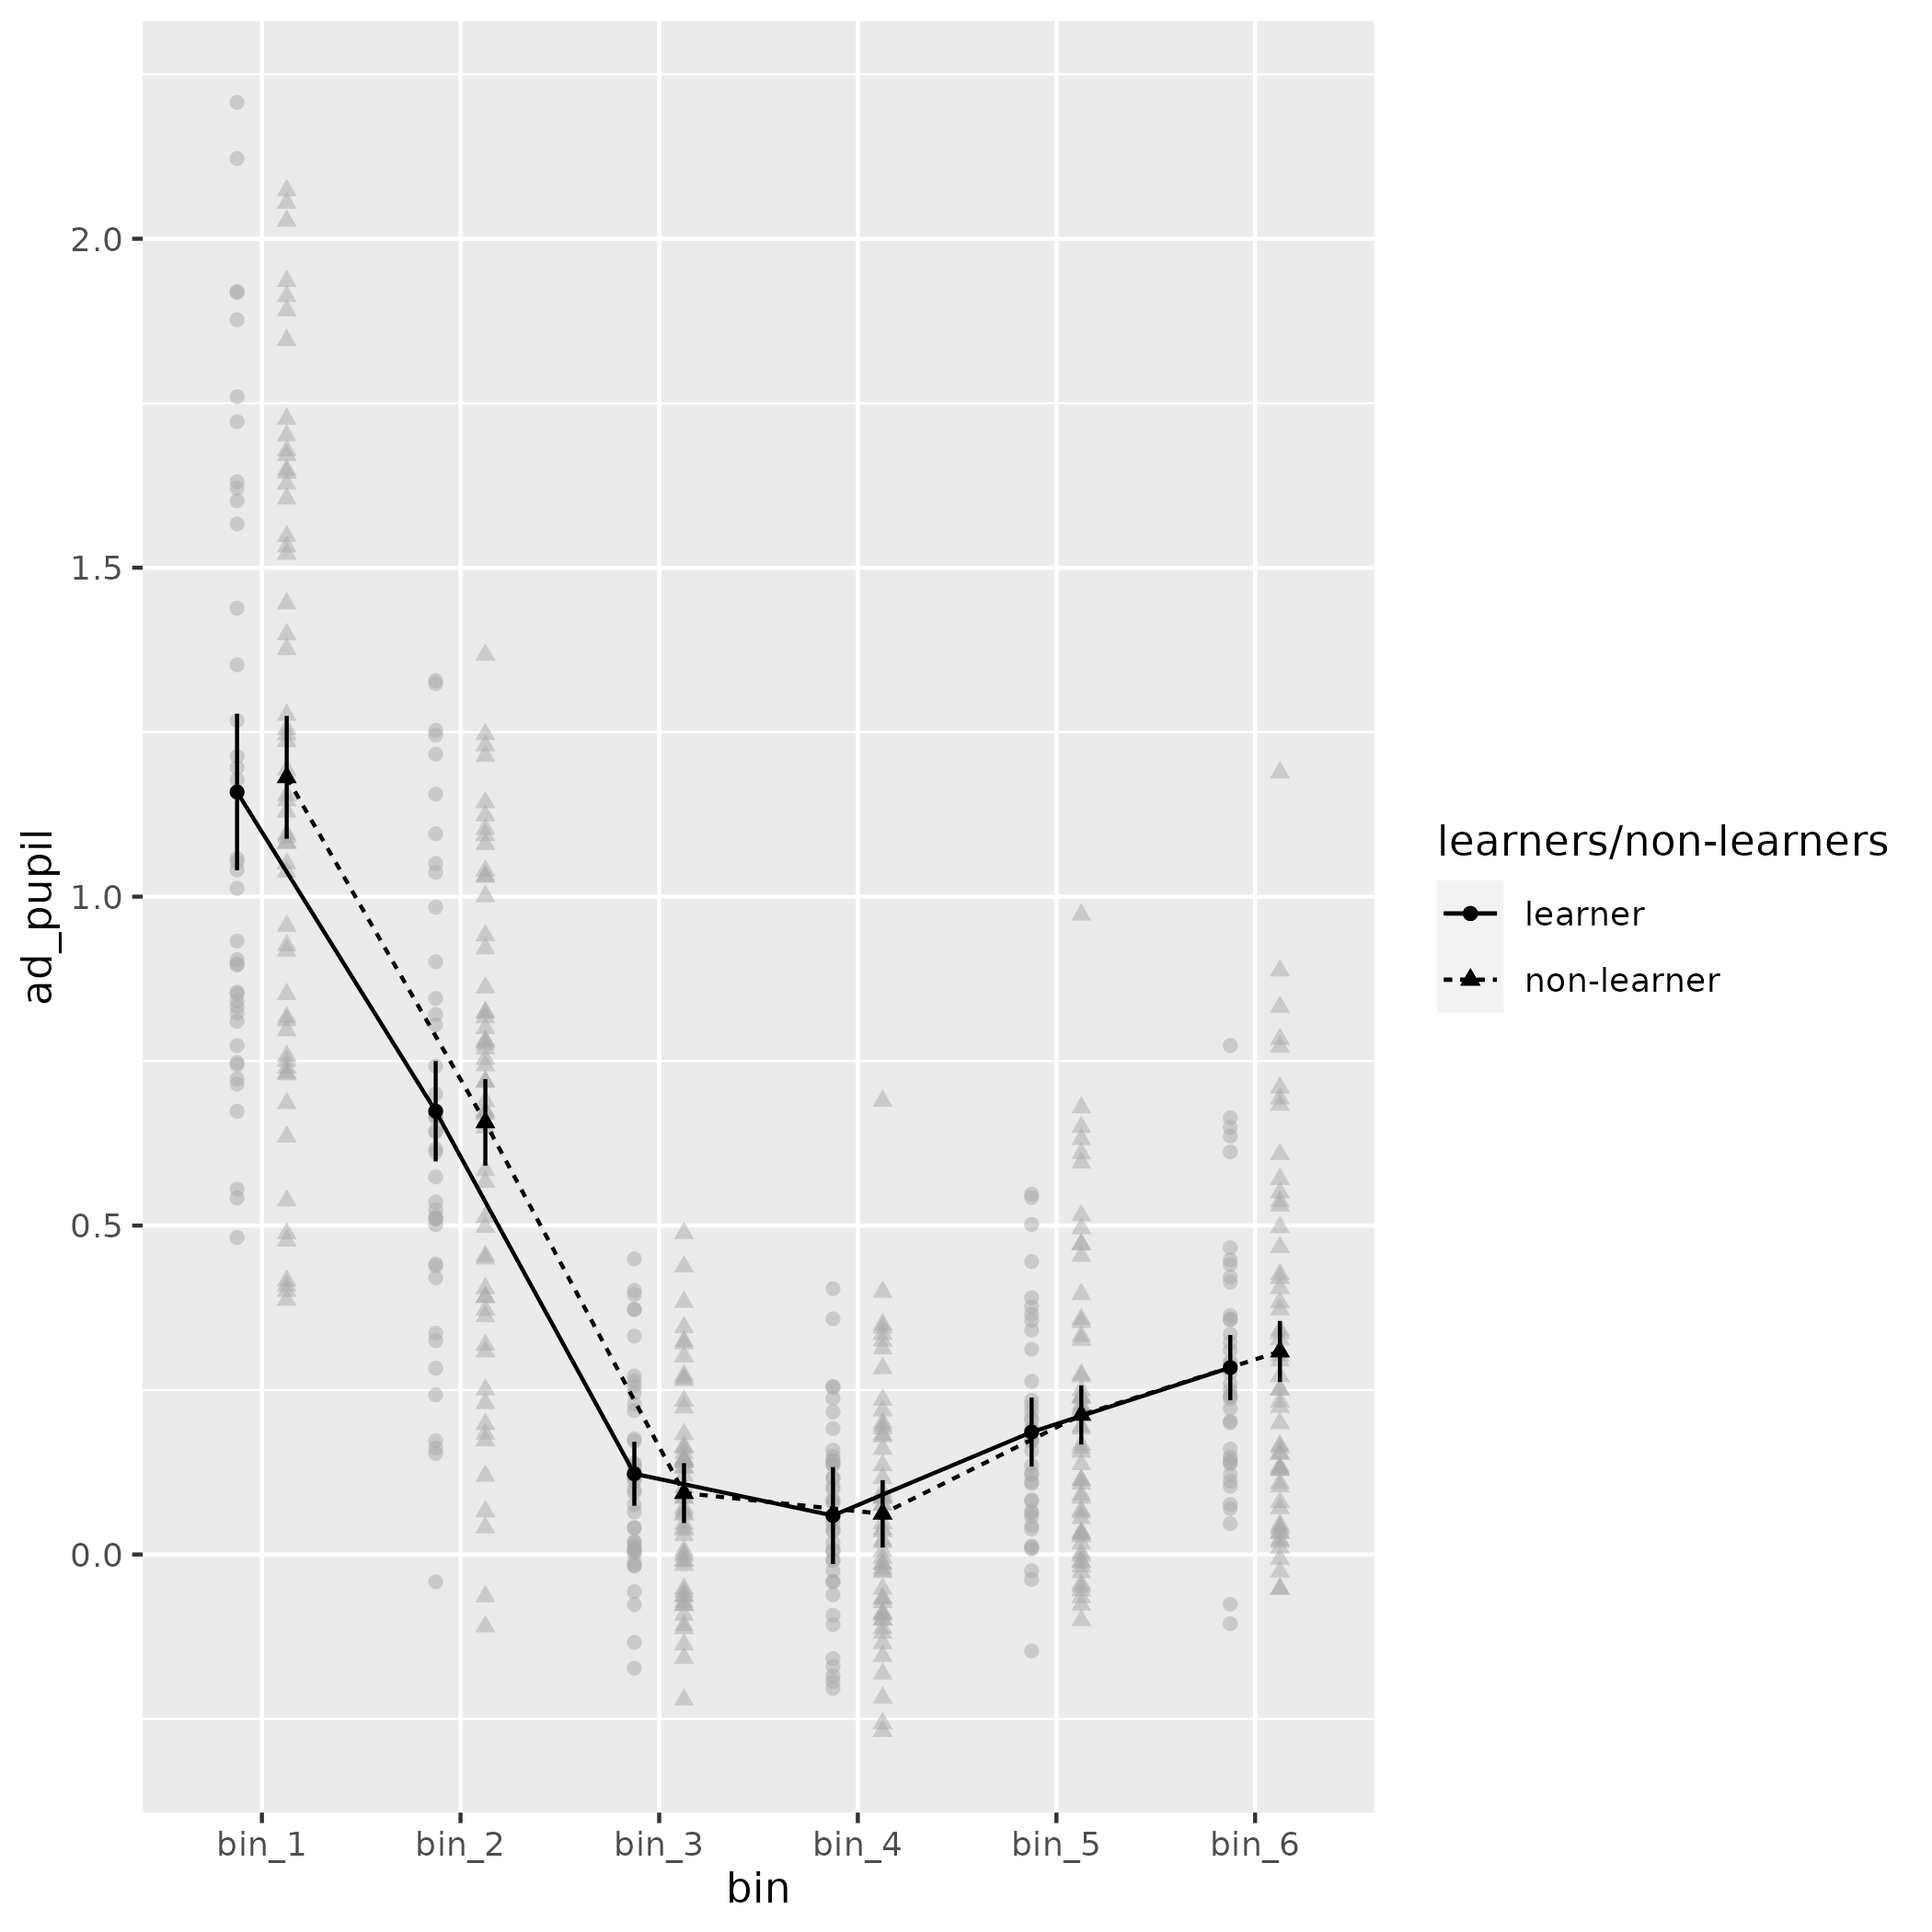 2.0
1.5
1.0
0.5
0.0
ad_pupil
bin_1 bin_2 bin_3 bin_4 bin_5 bin_6
bin
learners/non-learners
learner
non-learner